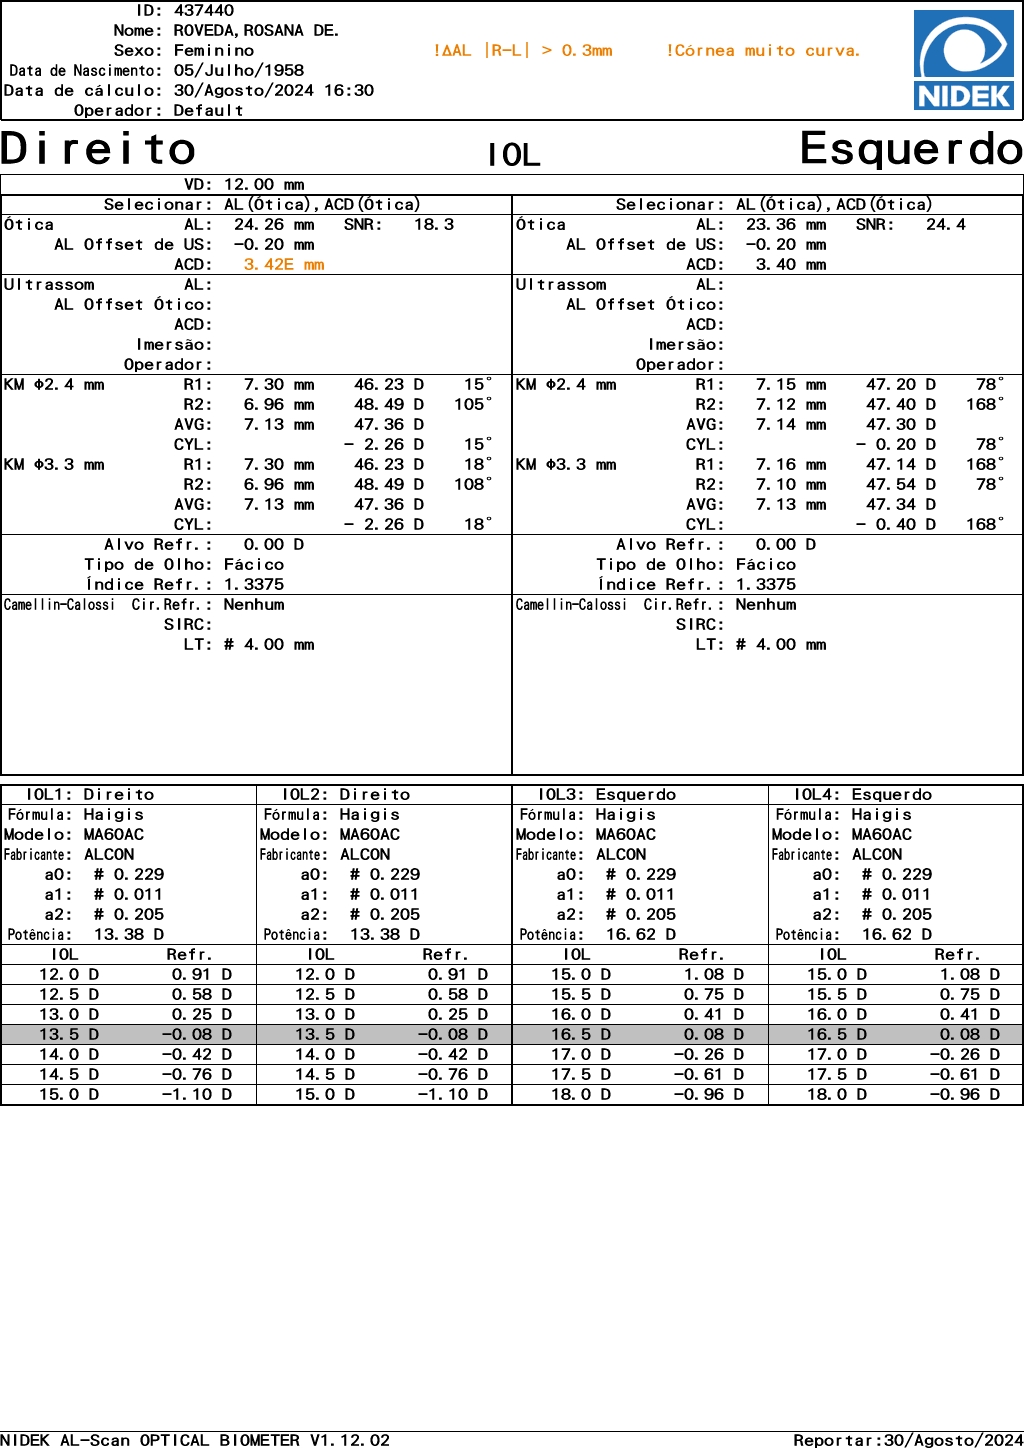 ID: 437440
Nome: ROVEDA,ROSANA DE.
Sexo: Feminino !ΔAL |R-L| > 0.3mm !Córnea muito curva.
Data de Nascimento: 05/Julho/1958
Data de cálculo: 30/Agosto/2024 16:30
Operador: Default
NIDEK
Direito IOL Esquerdo
VD: 12.00 mm
Selecionar: AL(Ótica),ACD(Ótica) Selecionar: AL(Ótica),ACD(Ótica)
Ótica AL: 24.26 mm SNR: 18.3 Ótica AL: 23.36 mm SNR: 24.4
AL Offset de US: -0.20 mm AL Offset de US: -0.20 mm
ACD: 3.42E mm ACD: 3.40 mm
Ultrassom AL: Ultrassom AL:
AL Offset Ótico: AL Offset Ótico:
ACD: ACD:
Imersão: Imersão:
Operador: Operador:
KM Φ2.4 mm R1: 7.30 mm 46.23 D 15° KM Φ2.4 mm R1: 7.15 mm 47.20 D 78°
R2: 6.96 mm 48.49 D 105° R2: 7.12 mm 47.40 D 168°
AVG: 7.13 mm 47.36 D AVG: 7.14 mm 47.30 D
CYL: - 2.26 D 15° CYL: - 0.20 D 78°
KM Φ3.3 mm R1: 7.30 mm 46.23 D 18° KM Φ3.3 mm R1: 7.16 mm 47.14 D 168°
R2: 6.96 mm 48.49 D 108° R2: 7.10 mm 47.54 D 78°
AVG: 7.13 mm 47.36 D AVG: 7.13 mm 47.34 D
CYL: - 2.26 D 18° CYL: - 0.40 D 168°
Alvo Refr.: 0.00 D Alvo Refr.: 0.00 D
Tipo de Olho: Fácico Tipo de Olho: Fácico
Índice Refr.: 1.3375 Índice Refr.: 1.3375
Camellin-Calossi Cir.Refr.: Nenhum Camellin-Calossi Cir.Refr.: Nenhum
SIRC: SIRC:
LT: # 4.00 mm LT: # 4.00 mm
IOL1: Direito IOL2: Direito IOL3: Esquerdo IOL4: Esquerdo
Fórmula: Haigis Fórmula: Haigis Fórmula: Haigis Fórmula: Haigis
Modelo: MA60AC Modelo: MA60AC Modelo: MA60AC Modelo: MA60AC
Fabricante: ALCON Fabricante: ALCON Fabricante: ALCON Fabricante: ALCON
a0: # 0.229 a0: # 0.229 a0: # 0.229 a0: # 0.229
a1: # 0.011 a1: # 0.011 a1: # 0.011 a1: # 0.011
a2: # 0.205 a2: # 0.205 a2: # 0.205 a2: # 0.205
Potência: 13.38 D Potência: 13.38 D Potência: 16.62 D Potência: 16.62 D
IOL Refr. IOL Refr. IOL Refr. IOL Refr.
12.0 D 0.91 D 12.0 D 0.91 D 15.0 D 1.08 D 15.0 D 1.08 D
12.5 D 0.58 D 12.5 D 0.58 D 15.5 D 0.75 D 15.5 D 0.75 D
13.0 D 0.25 D 13.0 D 0.25 D 16.0 D 0.41 D 16.0 D 0.41 D
13.5 D -0.08 D 13.5 D -0.08 D 16.5 D 0.08 D 16.5 D 0.08 D
14.0 D -0.42 D 14.0 D -0.42 D 17.0 D -0.26 D 17.0 D -0.26 D
14.5 D -0.76 D 14.5 D -0.76 D 17.5 D -0.61 D 17.5 D -0.61 D
15.0 D -1.10 D 15.0 D -1.10 D 18.0 D -0.96 D 18.0 D -0.96 D
NIDEK AL-Scan OPTICAL BIOMETER V1.12.02 Reportar:30/Agosto/2024